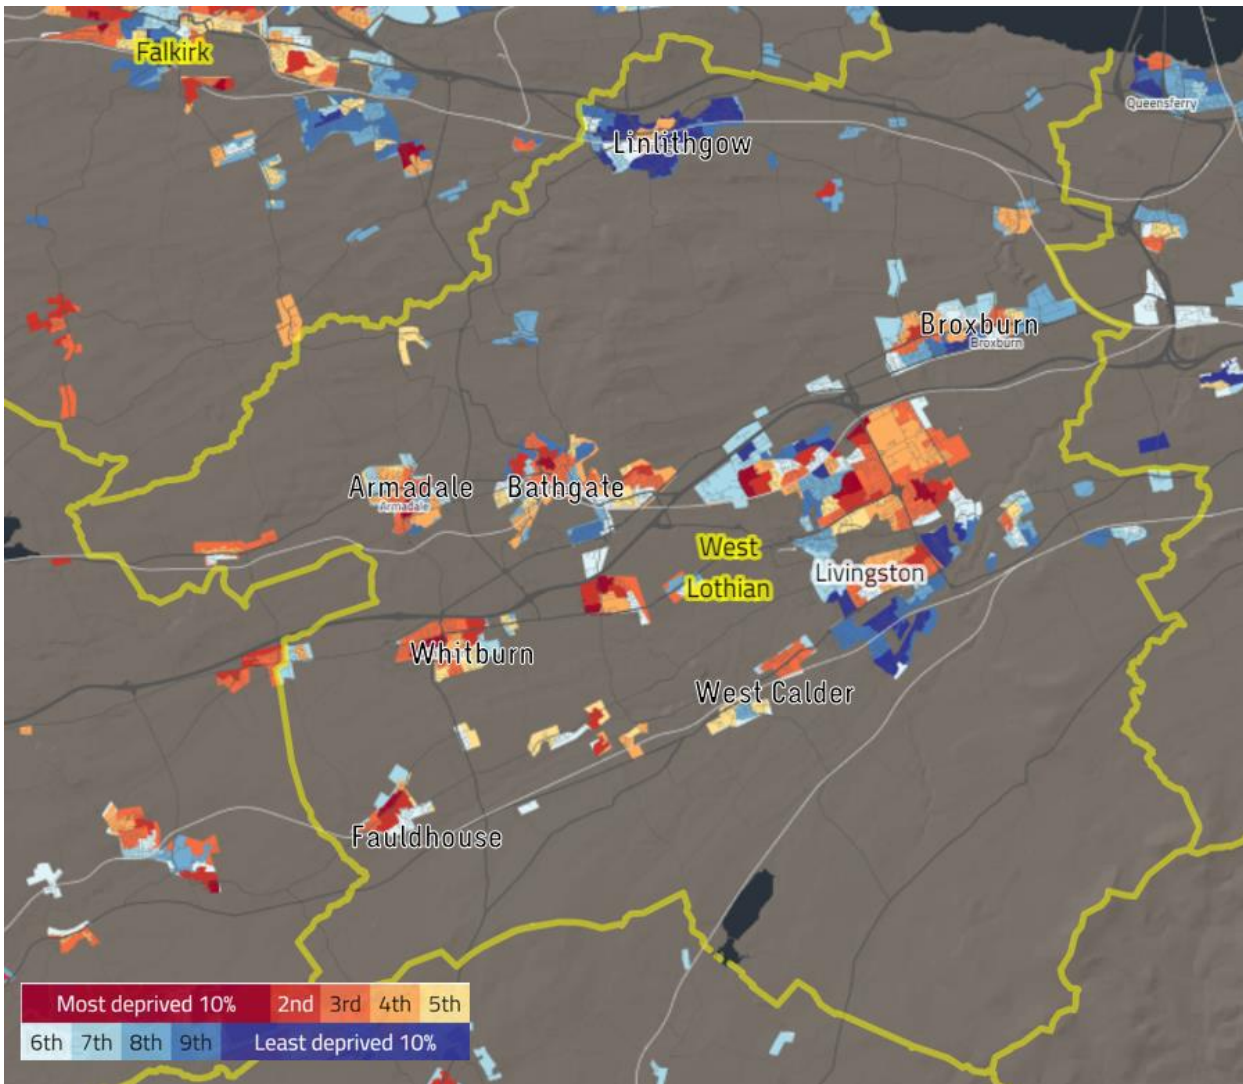 Falkirk
Queensferry
Linlithgow
Broxburn
Broxburn
Armadale
Armadale
Bathgate
West
Lothian
Livingston
Whitburn
West Calder
Fauldhouse
Most deprived 10% 2nd 3rd 4th 5th
6th 7th 8th 9th Least deprived 10%